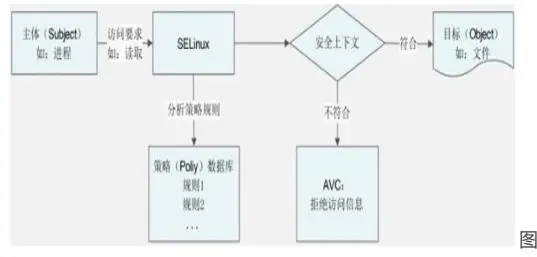 主体（Subject）
如：进程
访问要求
如：读取
SELinux
安全上下文
符合
目标（Object）
如：文件
分析策略规则
不符合
策略（Poliy）数据库
规则1
规则2
...
AVC：
拒绝访问信息
图